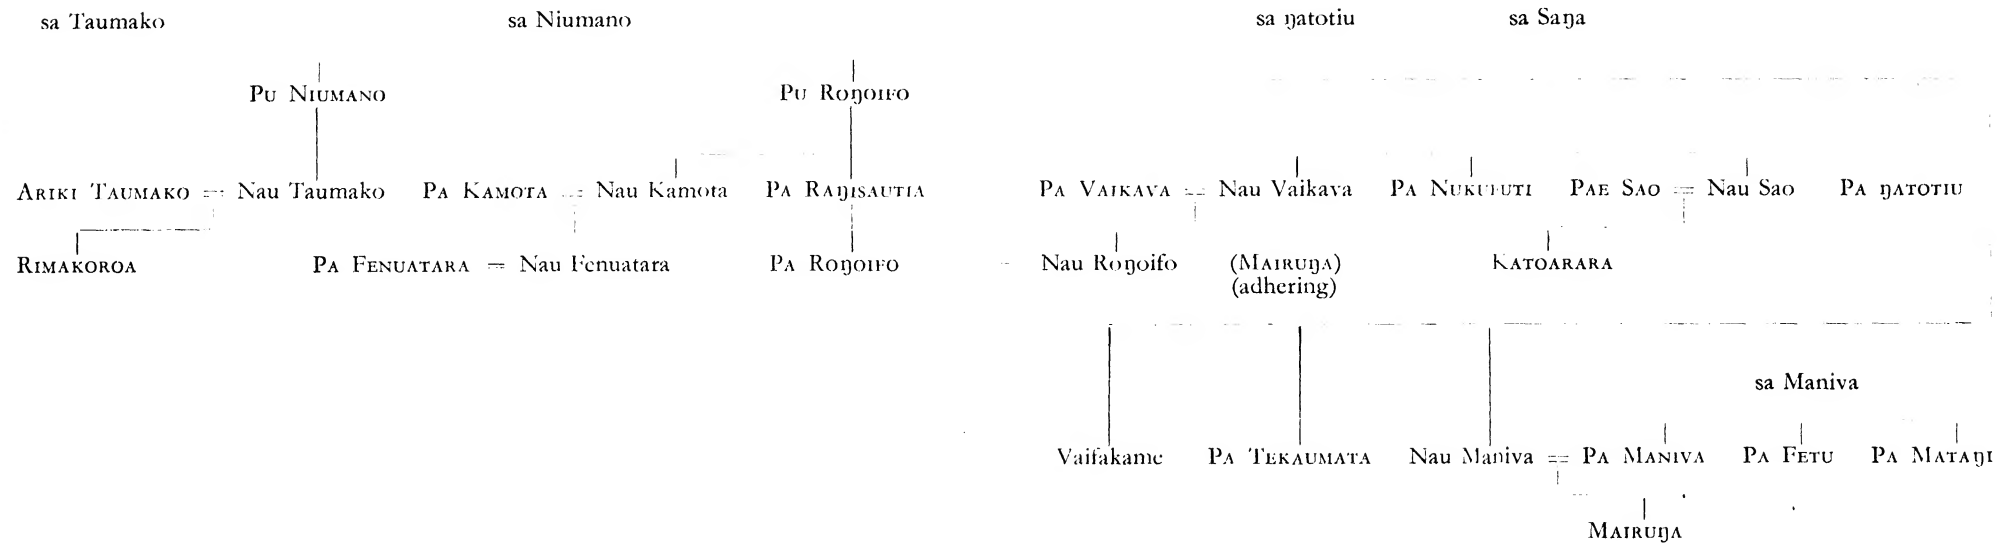 sa Taumako sa Niumano sa ŋatotiu sa Saŋa
PU NIUMANO PU ROŊOIFO
ARIKI TAUMAKO = Nau Taumako PA KAMOTA = Nau Kamota PA RAŊISAUTIA PA VAIKAVA = Nau Vaikava PA NUKUFUTI PAE SAO = Nau Sao PA ŊATOTIU
RIMAKOROA PA FENUATARA = Nau Fenuatara PA ROŊOIFO = Nau Roŋoifo (MAIRUŊA) KATOARARA
(adhering)
sa Maniva
Vaifakame PA TEKAUMATA Nau Maniva = PA MANIVA PA FETU PA MATAŊI
MAIRUŊA